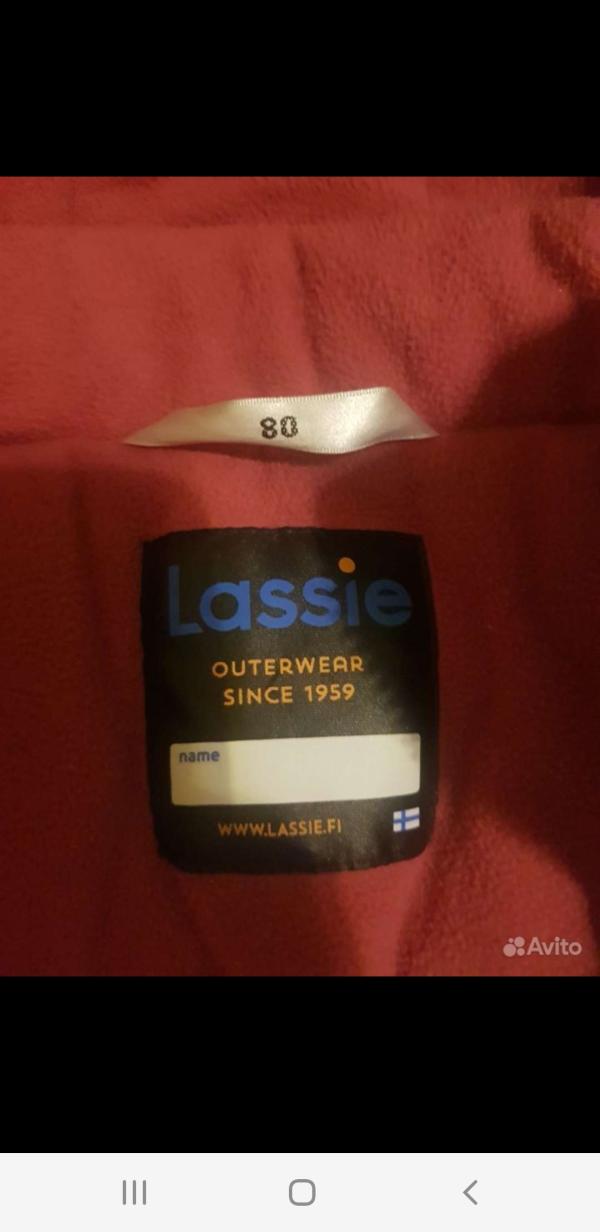 80
Lassie
OUTERWEAR
SINCE 1959
name
WWW.LASSIE.FI
Avito